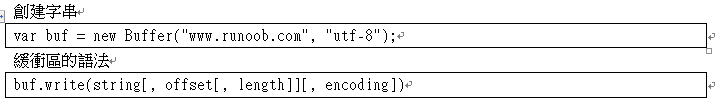 創建字串
var buf = new Buffer("www.runoob.com", "utf-8");
緩衝區的語法
buf.write(string[, offset[, length]][, encoding])